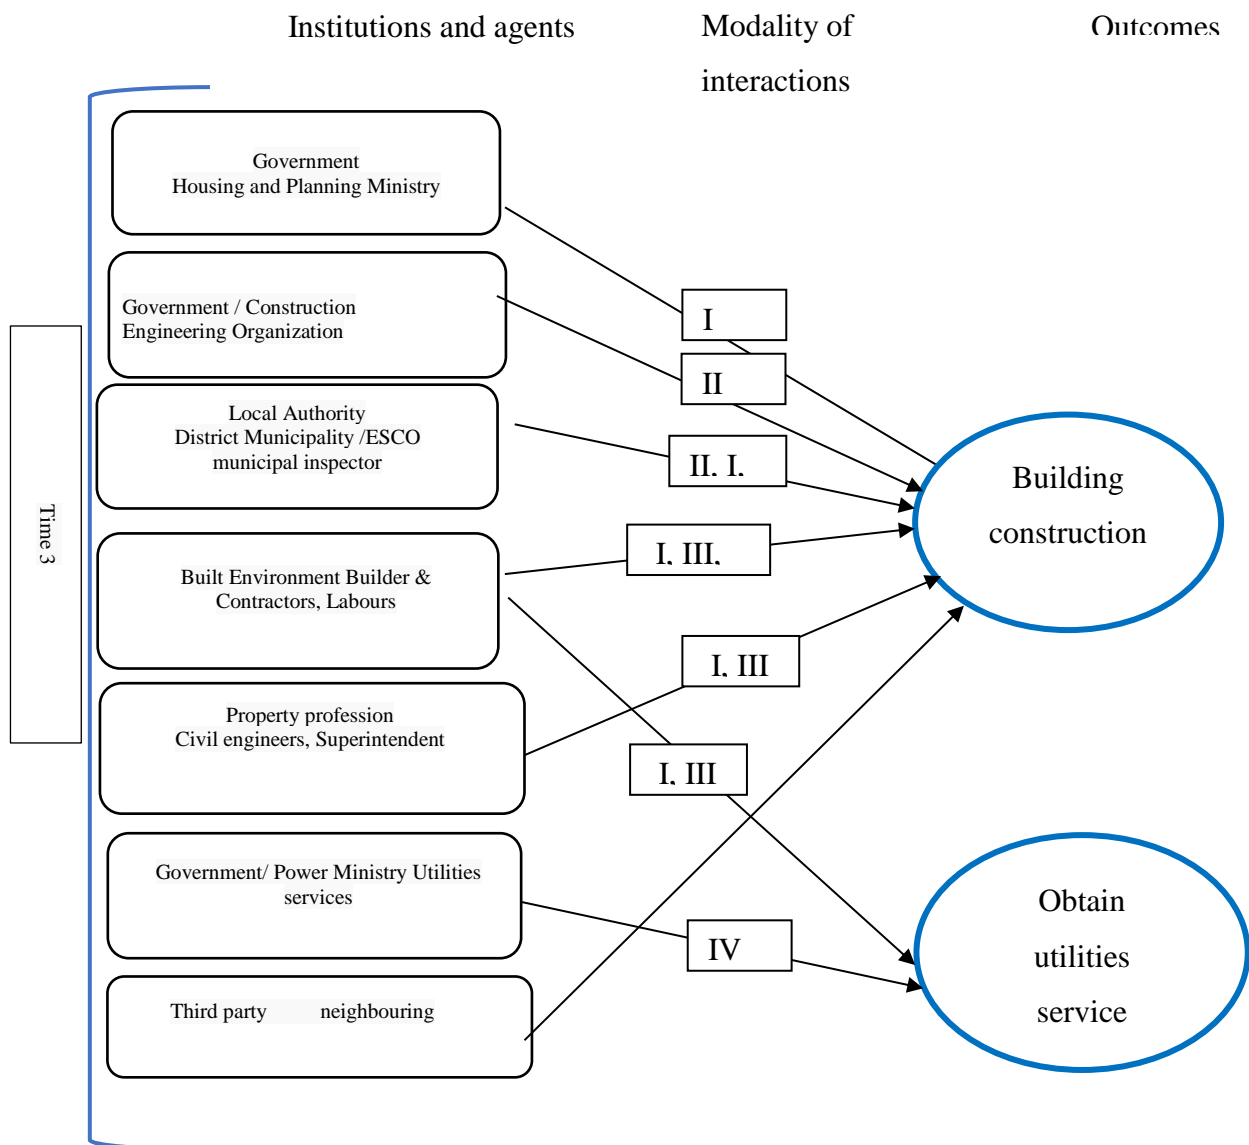 Institutions and agents
Modality of
interactions
Outcomes
Government
Housing and Planning Ministry
Government / Construction
Engineering Organization
Local Authority
District Municipality /ESCO
municipal inspector
Built Environment Builder &
Contractors, Labours
Property profession
Civil engineers, Superintendent
Government/ Power Ministry Utilities
services
Third party neighbouring
Time 3
I
II
II, I,
I, III,
I, III
I, III
IV
Building
construction
Obtain
utilities
service